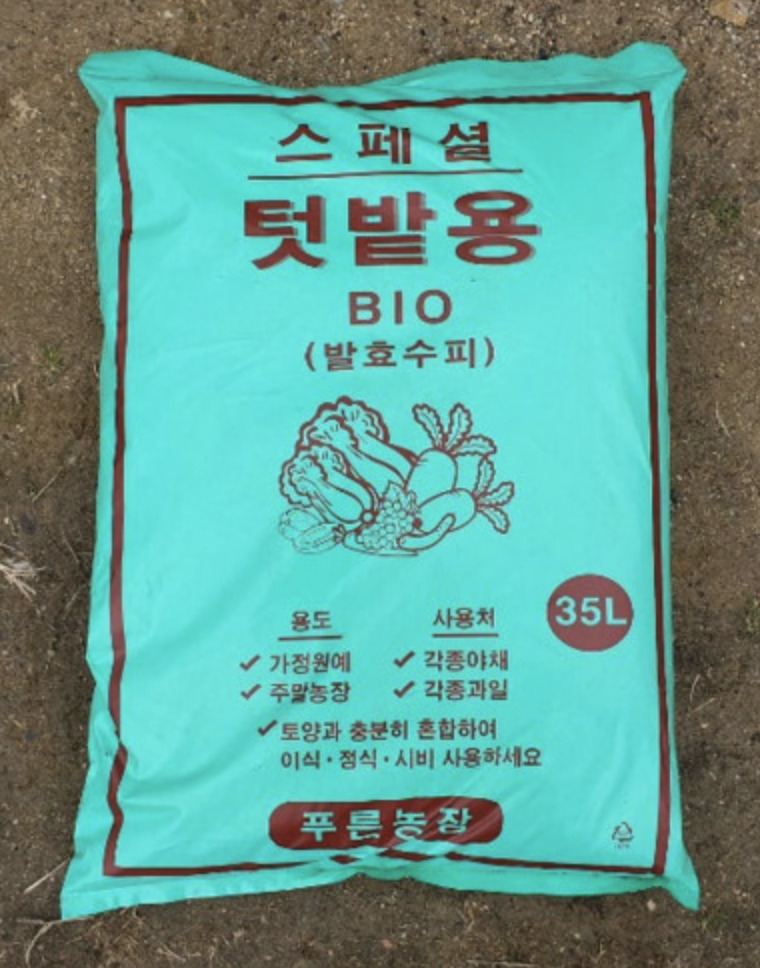 스페셜
텃밭용
BIO
(발효수피)
35L
용도 사용처
가정원예 각종야채
주말농장 각종과일
토양과 충분히 혼합하여
이식·정식·시비 사용하세요
푸른농장